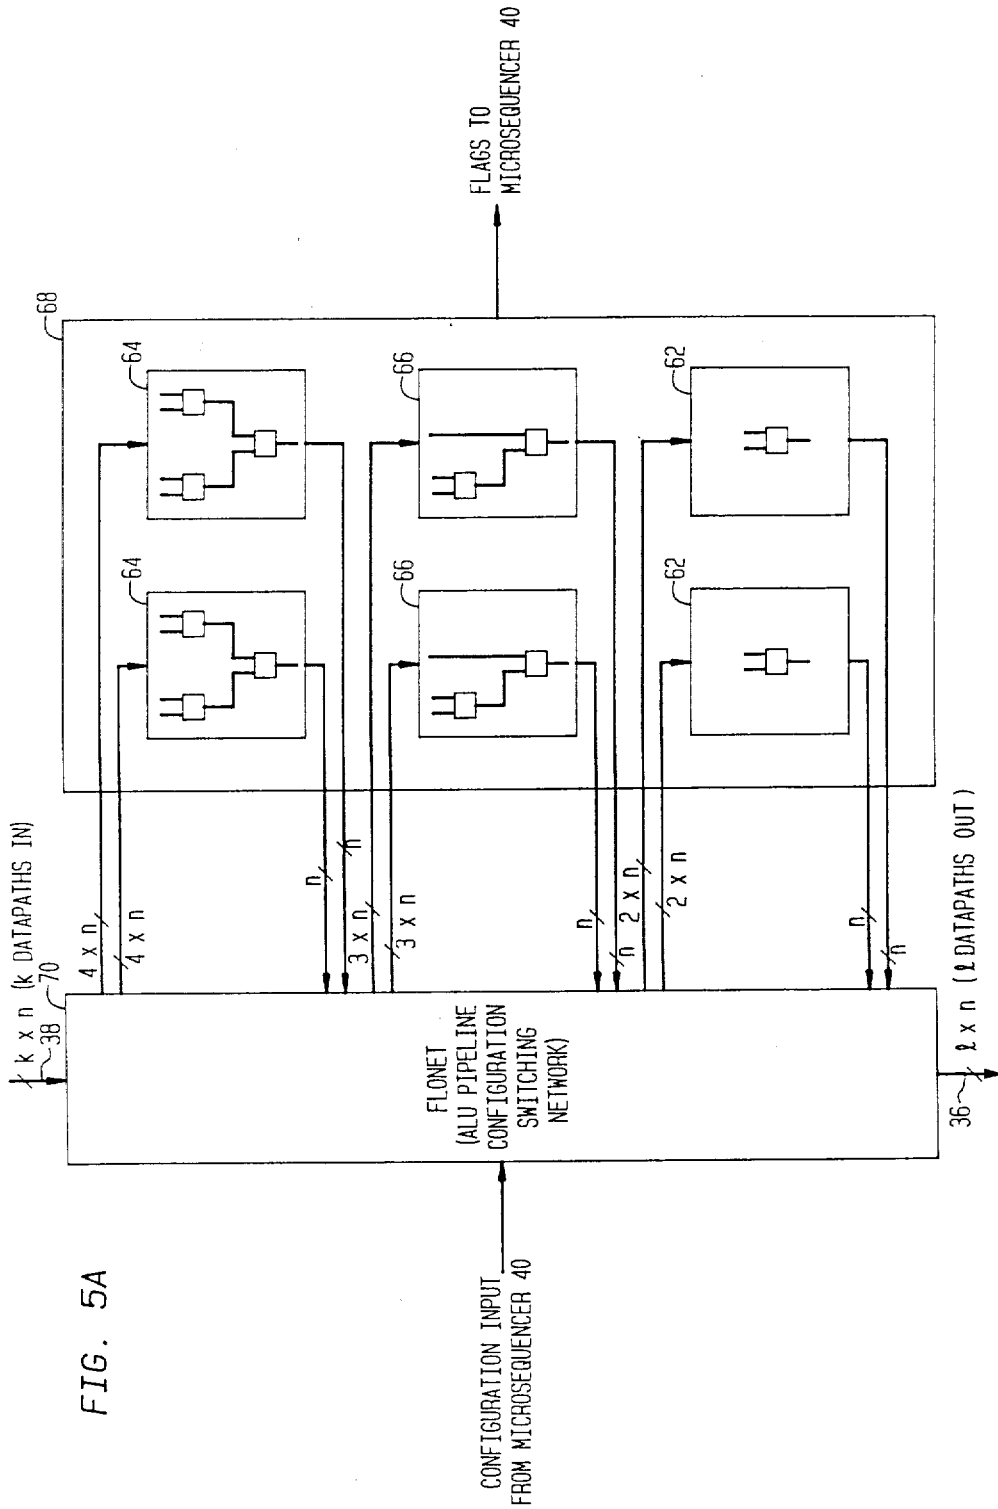 FIG. 5A
CONFIGURATION INPUT
FROM MICROSEQUENCER 40
k x n (k DATAPATHS IN)
38
70
FLONET
(ALU PIPELINE
CONFIGURATION
SWITCHING
NETWORK)
36
ℓ x n (ℓ DATAPATHS OUT)
4 x n
4 x n
n
n
3 x n
3 x n
n
n
2 x n
2 x n
n
n
68
64
64
66
66
62
62
FLAGS TO
MICROSEQUENCER 40